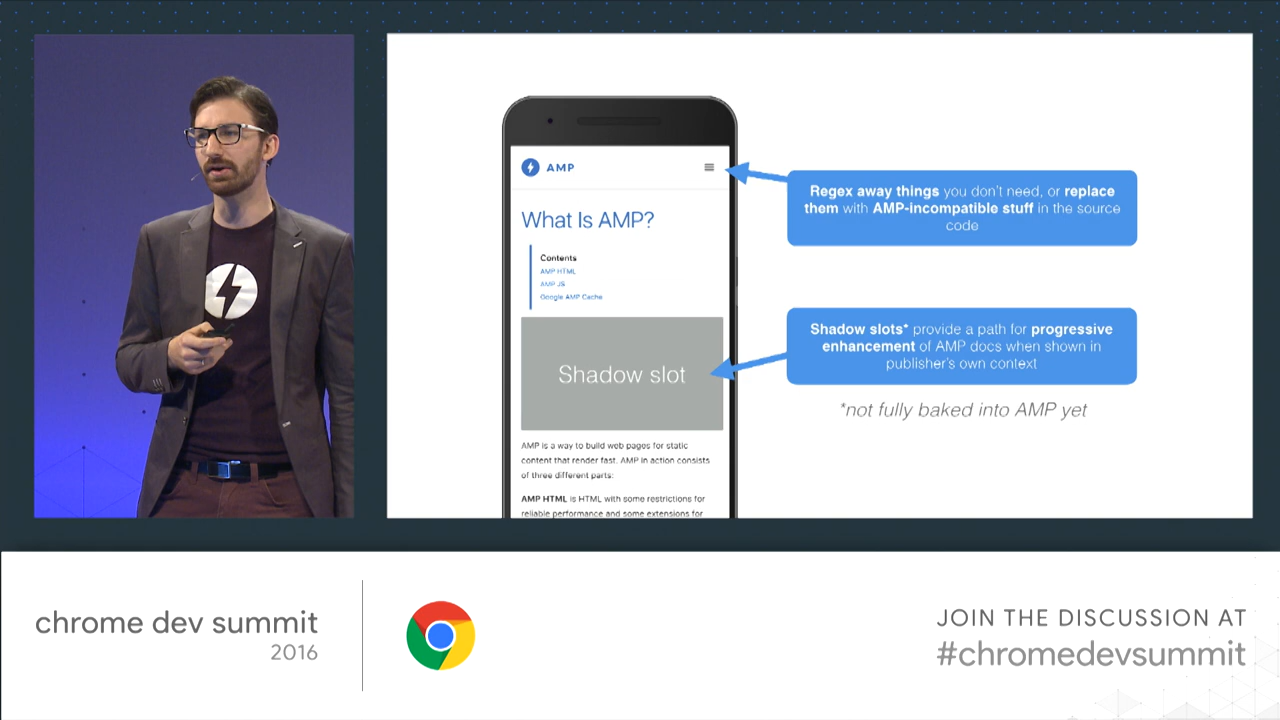 AMP
What Is AMP?
Contents
AMP HTML
AMP JS
Google AMP Cache
Shadow slot
AMP is a way to build web pages for static
content that render fast. AMP in action consists
of three different parts:
AMP HTML is HTML with some restrictions for
reliable performance and some extensions for
Regex away things you don't need, or replace
them with AMP-incompatible stuff in the source
code
Shadow slots* provide a path for progressive
enhancement of AMP docs when shown in
publisher's own context
*not fully baked into AMP yet
chrome dev summit
2016
JOIN THE DISCUSSION AT
#chromedevsummit